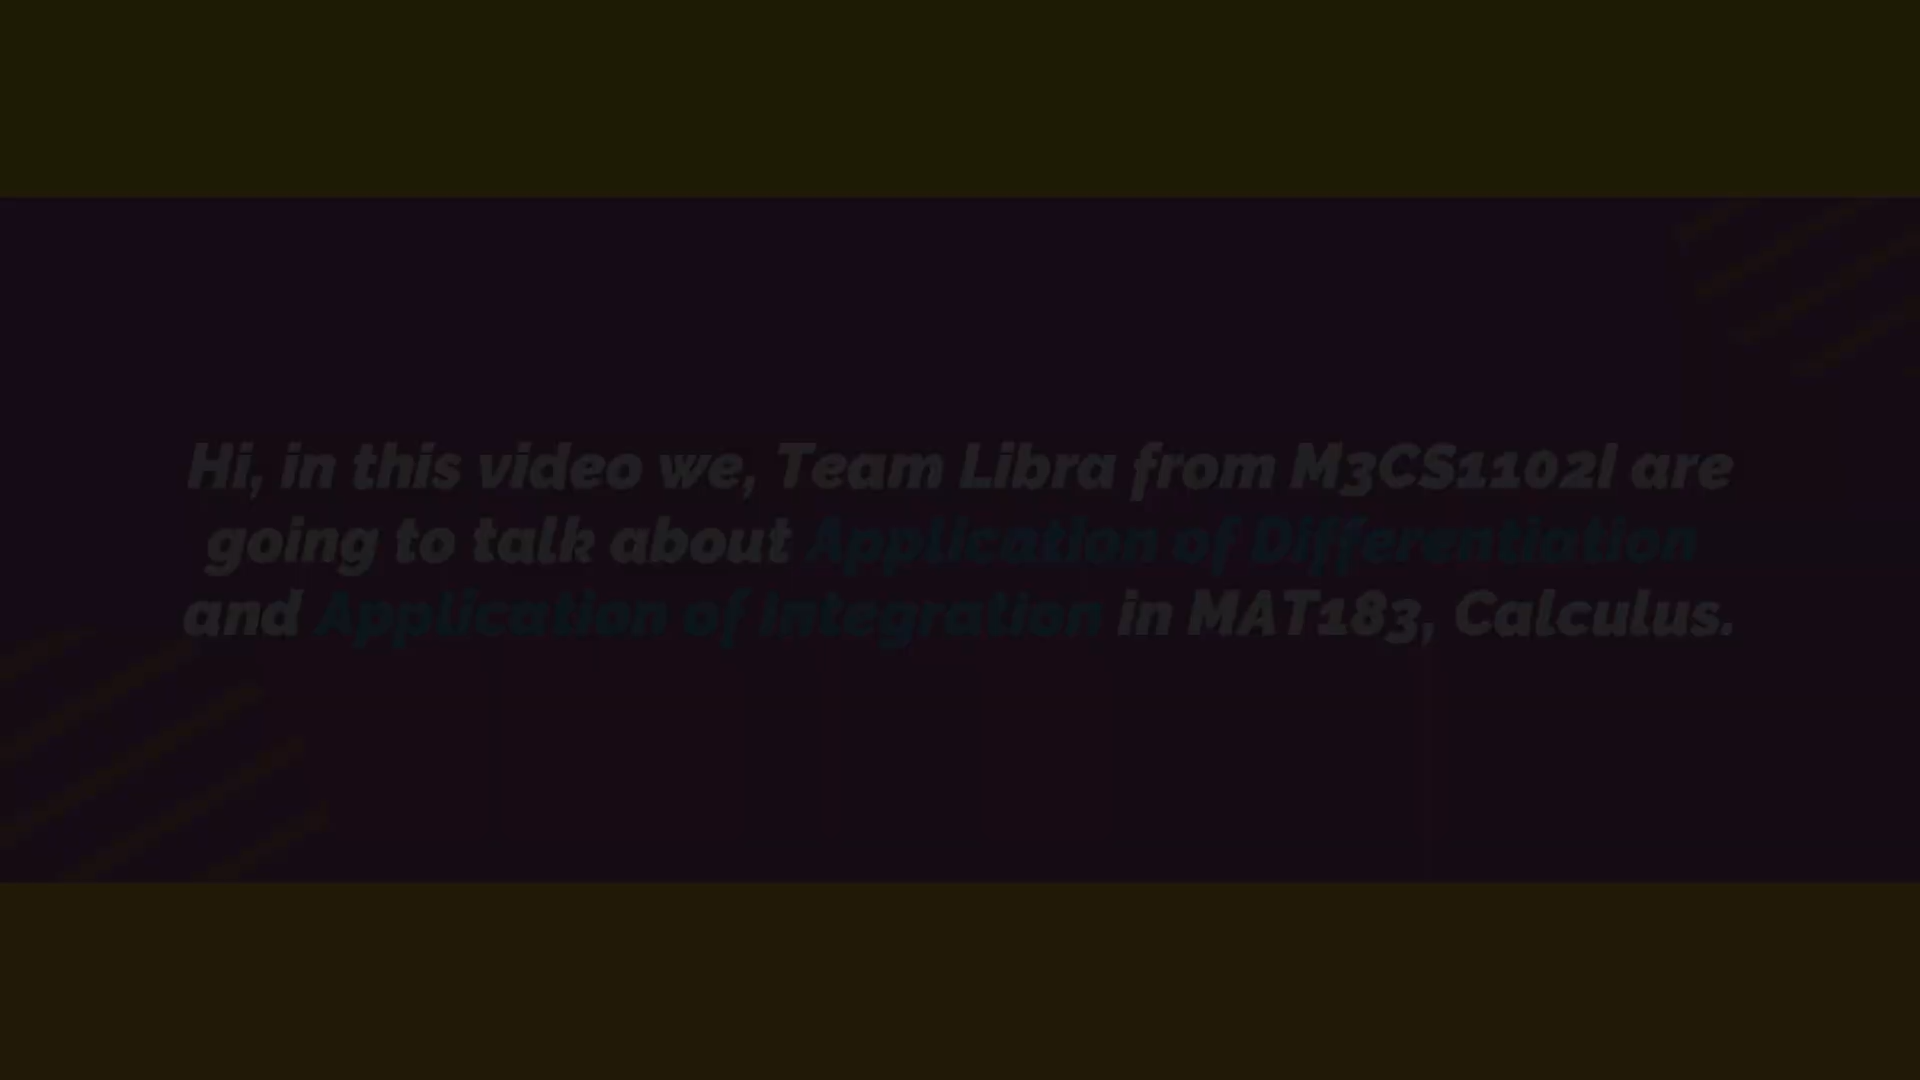 Hi, in this video we, Team Libra from M3CS1102I are
going to talk about Application of Differentiation
and Application of Integration in MAT183, Calculus.